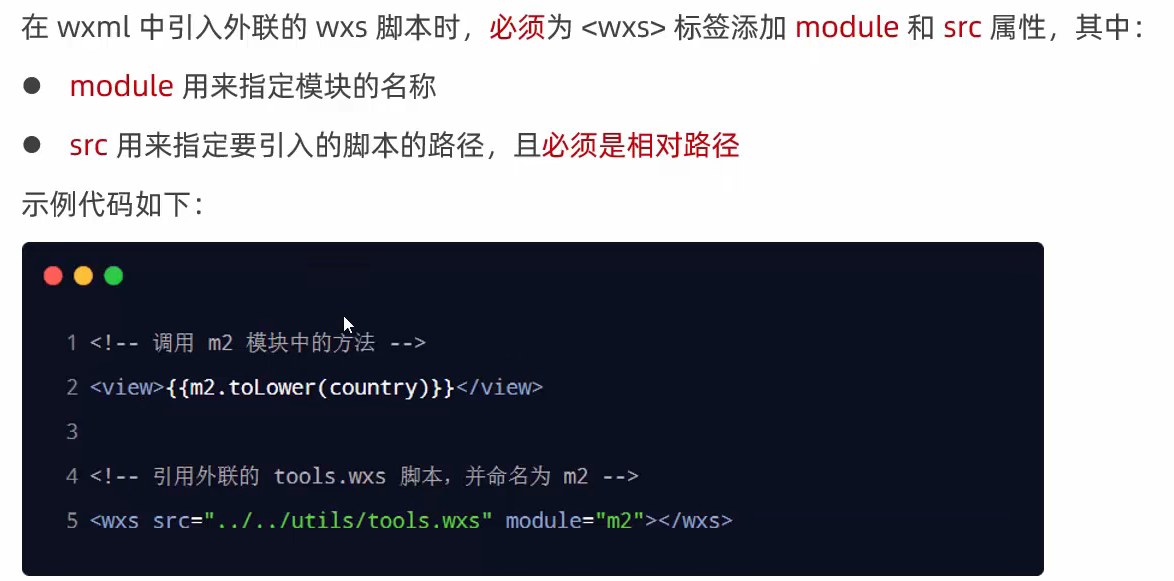 在 wxml 中引入外联的 wxs 脚本时，必须为 <wxs> 标签添加 module 和 src 属性，其中：
● module 用来指定模块的名称
● src 用来指定要引入的脚本的路径，且必须是相对路径
示例代码如下：
1 <!-- 调用 m2 模块中的方法 -->
2 <view>{{m2.toLower(country)}}</view>
3
4 <!-- 引用外联的 tools.wxs 脚本，并命名为 m2 -->
5 <wxs src="../../utils/tools.wxs" module="m2"></wxs>